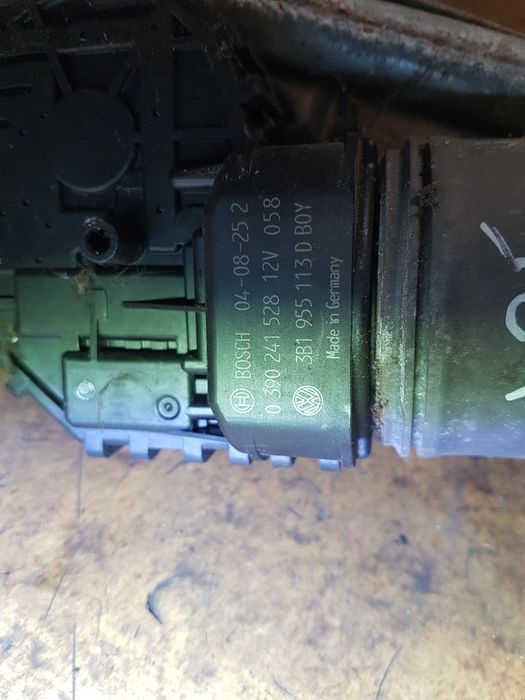 BOSCH 04-08-25 2
0 390 241 528 12V 058
3B1 955 113 D BOY
Made in Germany